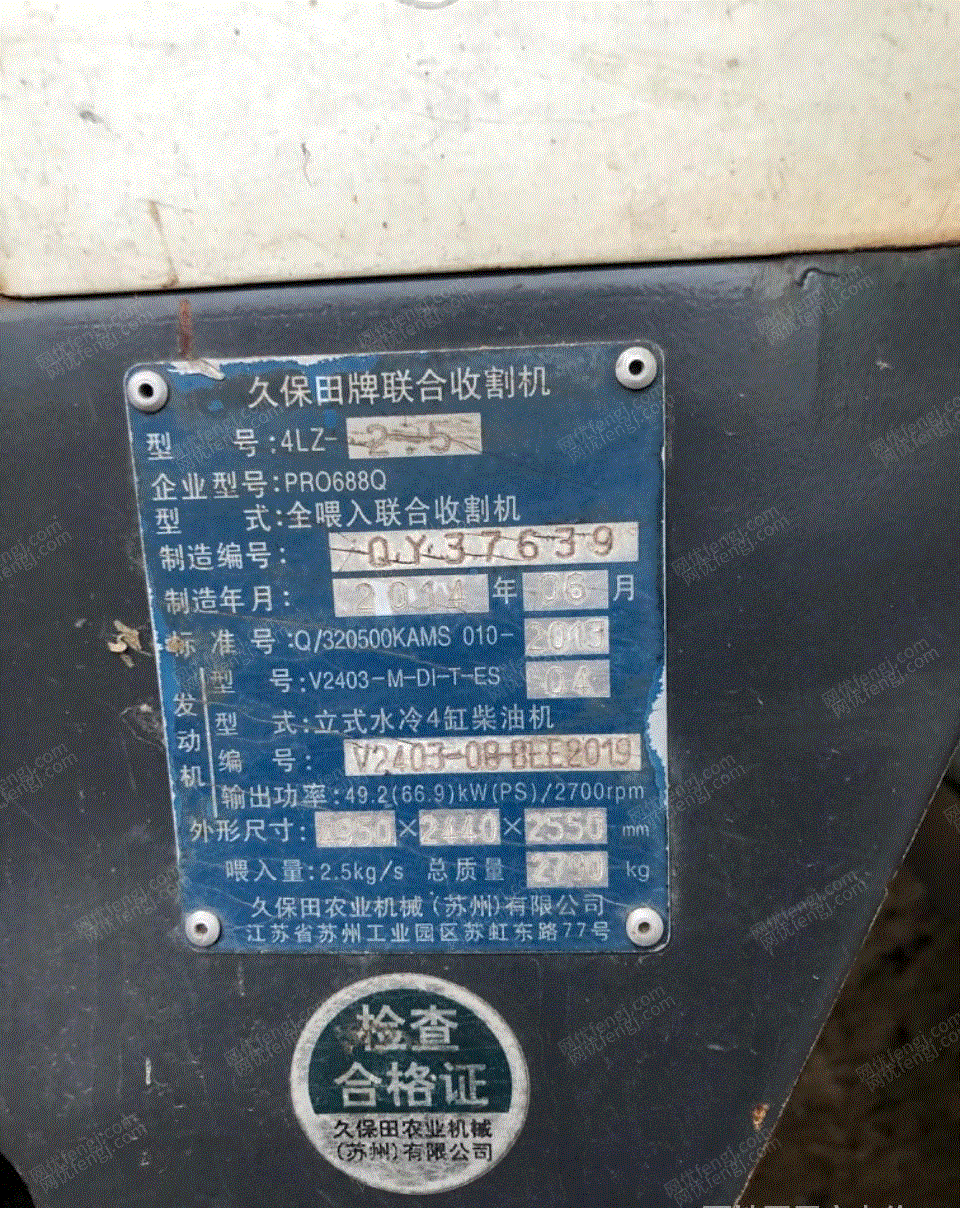 久保田牌联合收割机
型 号:4LZ-2.5
企业型号:PRO688Q
型 式:全喂入联合收割机
制造编号: QY37639
制造年月: 2014年06月
标准号:Q/320500KAMS 010-2013
发动机
型 号:V2403-M-DI-T-ES 04
型 式:立式水冷4缸柴油机
编 号: V2403-
输出功率:49.2(66.9)kW(PS)/2700rpm
外形尺寸: ×2440×2550 mm
喂入量:2.5kg/s 总质量 kg
久保田农业机械(苏州)有限公司
江苏省苏州工业园区苏虹东路77号
检查
合格证
久保田农业机械
(苏州)有限公司